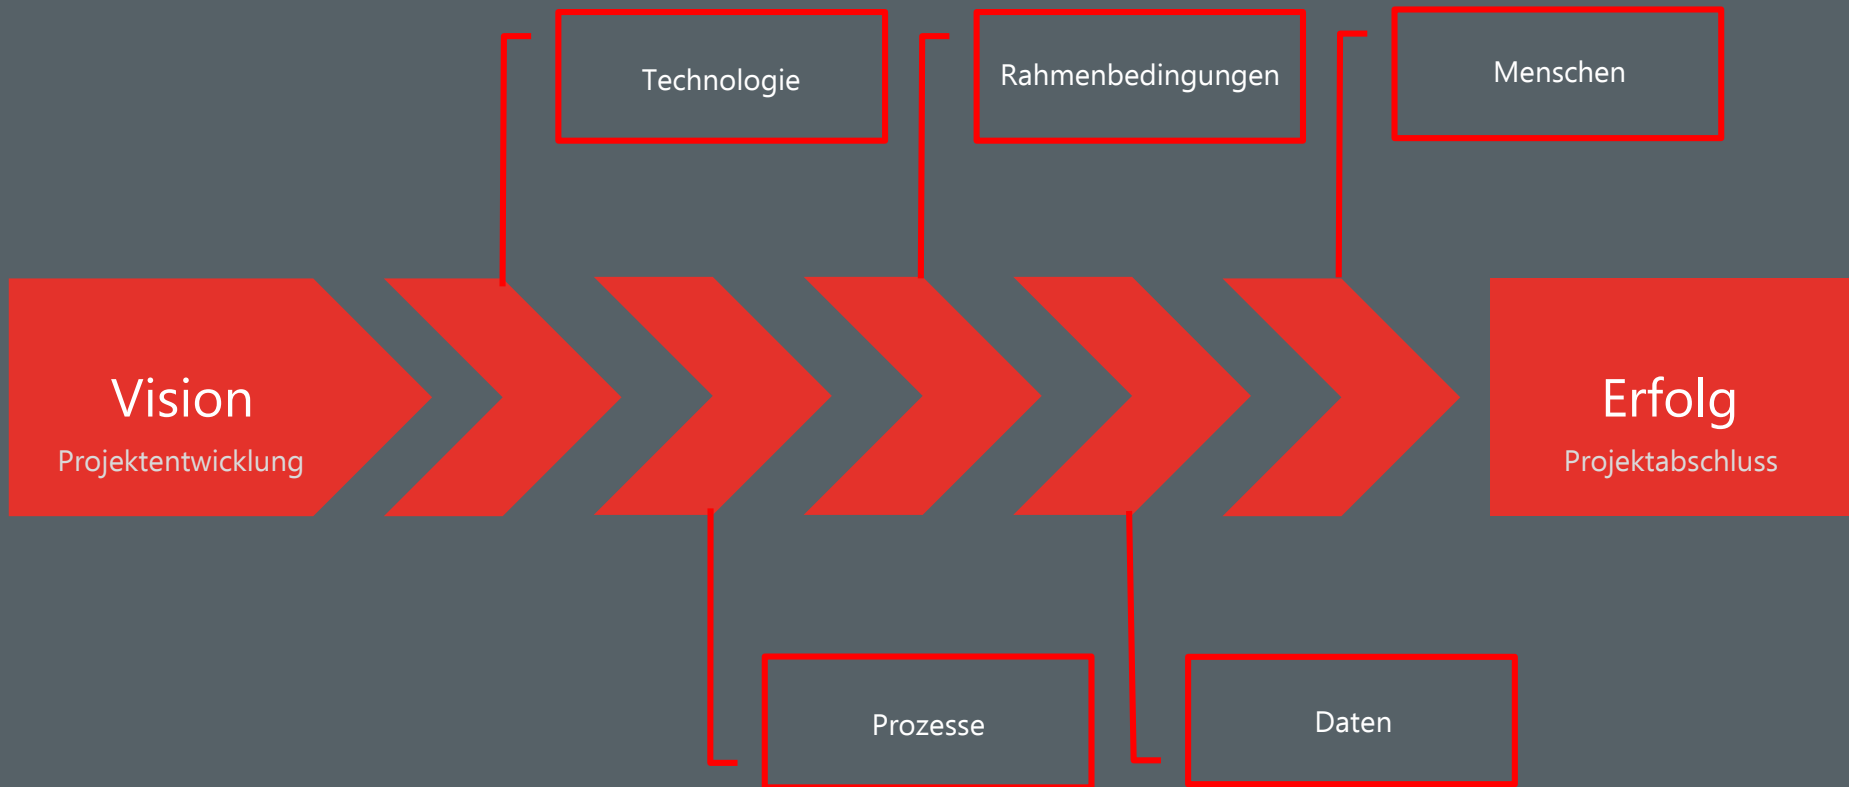 Technologie
Rahmenbedingungen
Menschen
Vision
Projektentwicklung
Erfolg
Projektabschluss
Prozesse
Daten